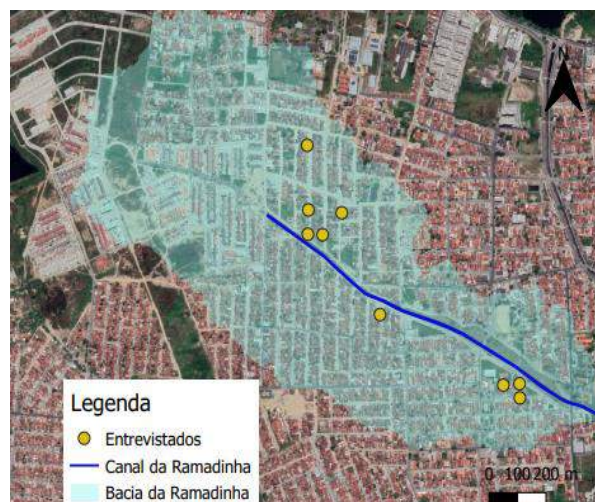 N
Legenda
Entrevistados
Canal da Ramadinha
Bacia da Ramadinha
0 100 200 m